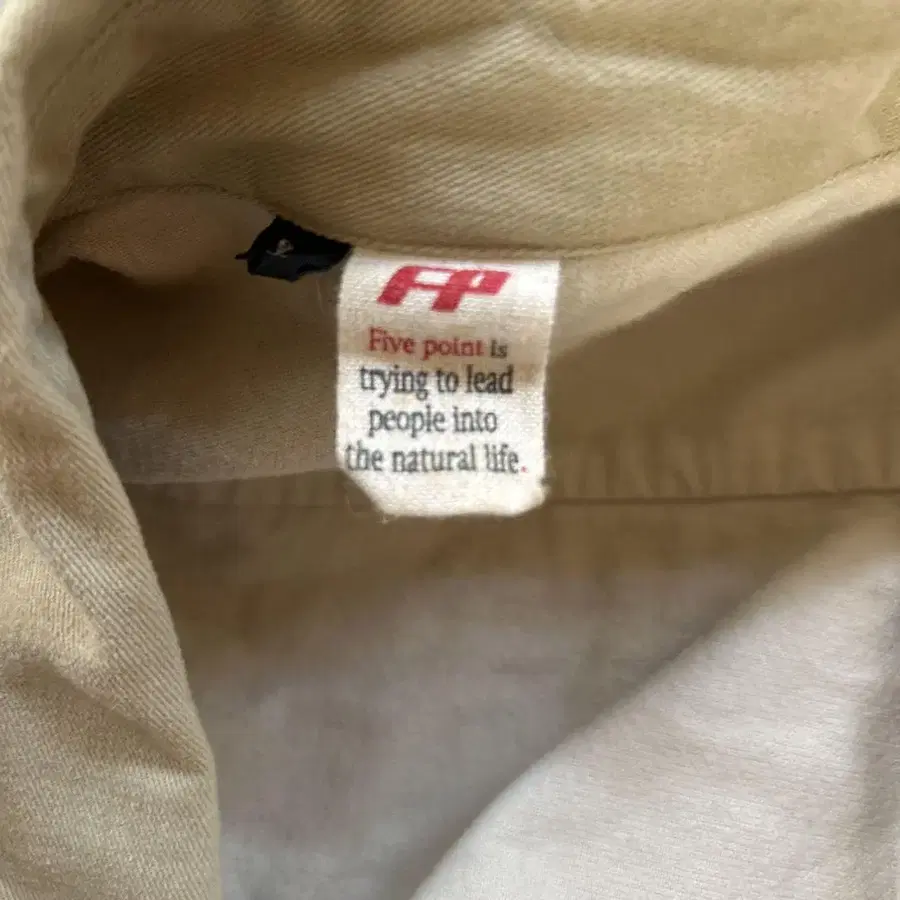 FP
Five point is
trying to lead
people into
the natural life.